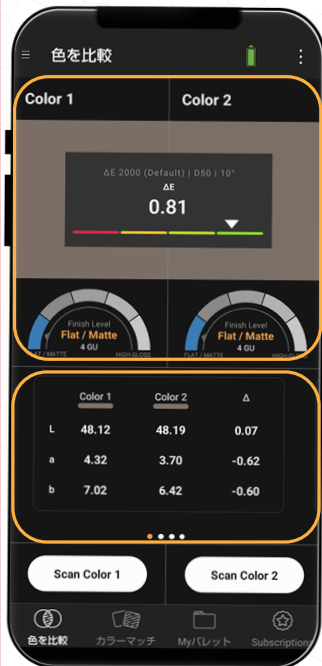 色を比較
Color 1
Color 2
ΔE 2000 (Default) | D50 | 10°
ΔE
0.81
Finish Level
Flat / Matte
4 GU
FLAT / MATTE HIGH-GLOSS
Finish Level
Flat / Matte
4 GU
FLAT / MATTE HIGH-GLOSS
Color 1 Color 2 Δ
L 48.12 48.19 0.07
a 4.32 3.70 -0.62
b 7.02 6.42 -0.60
Scan Color 1
Scan Color 2
色を比較 カラーマッチ Myパレット Subscription